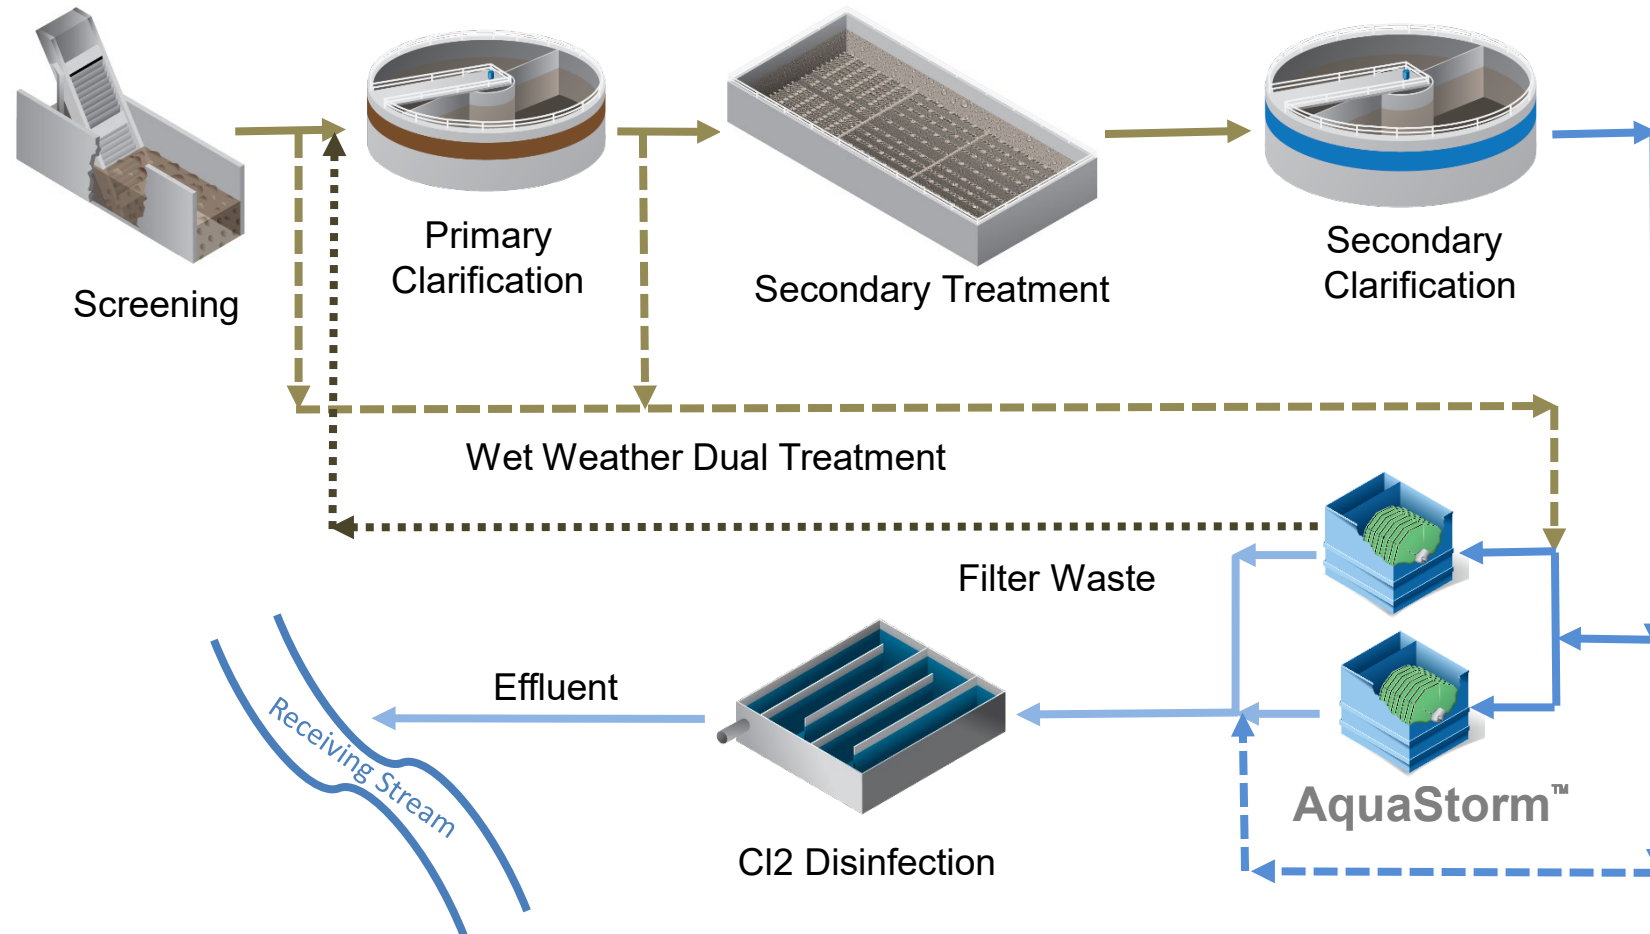 Screening
Primary
Clarification
Secondary Treatment
Secondary
Clarification
Wet Weather Dual Treatment
Filter Waste
Effluent
Receiving Stream
AquaStorm™
Cl2 Disinfection